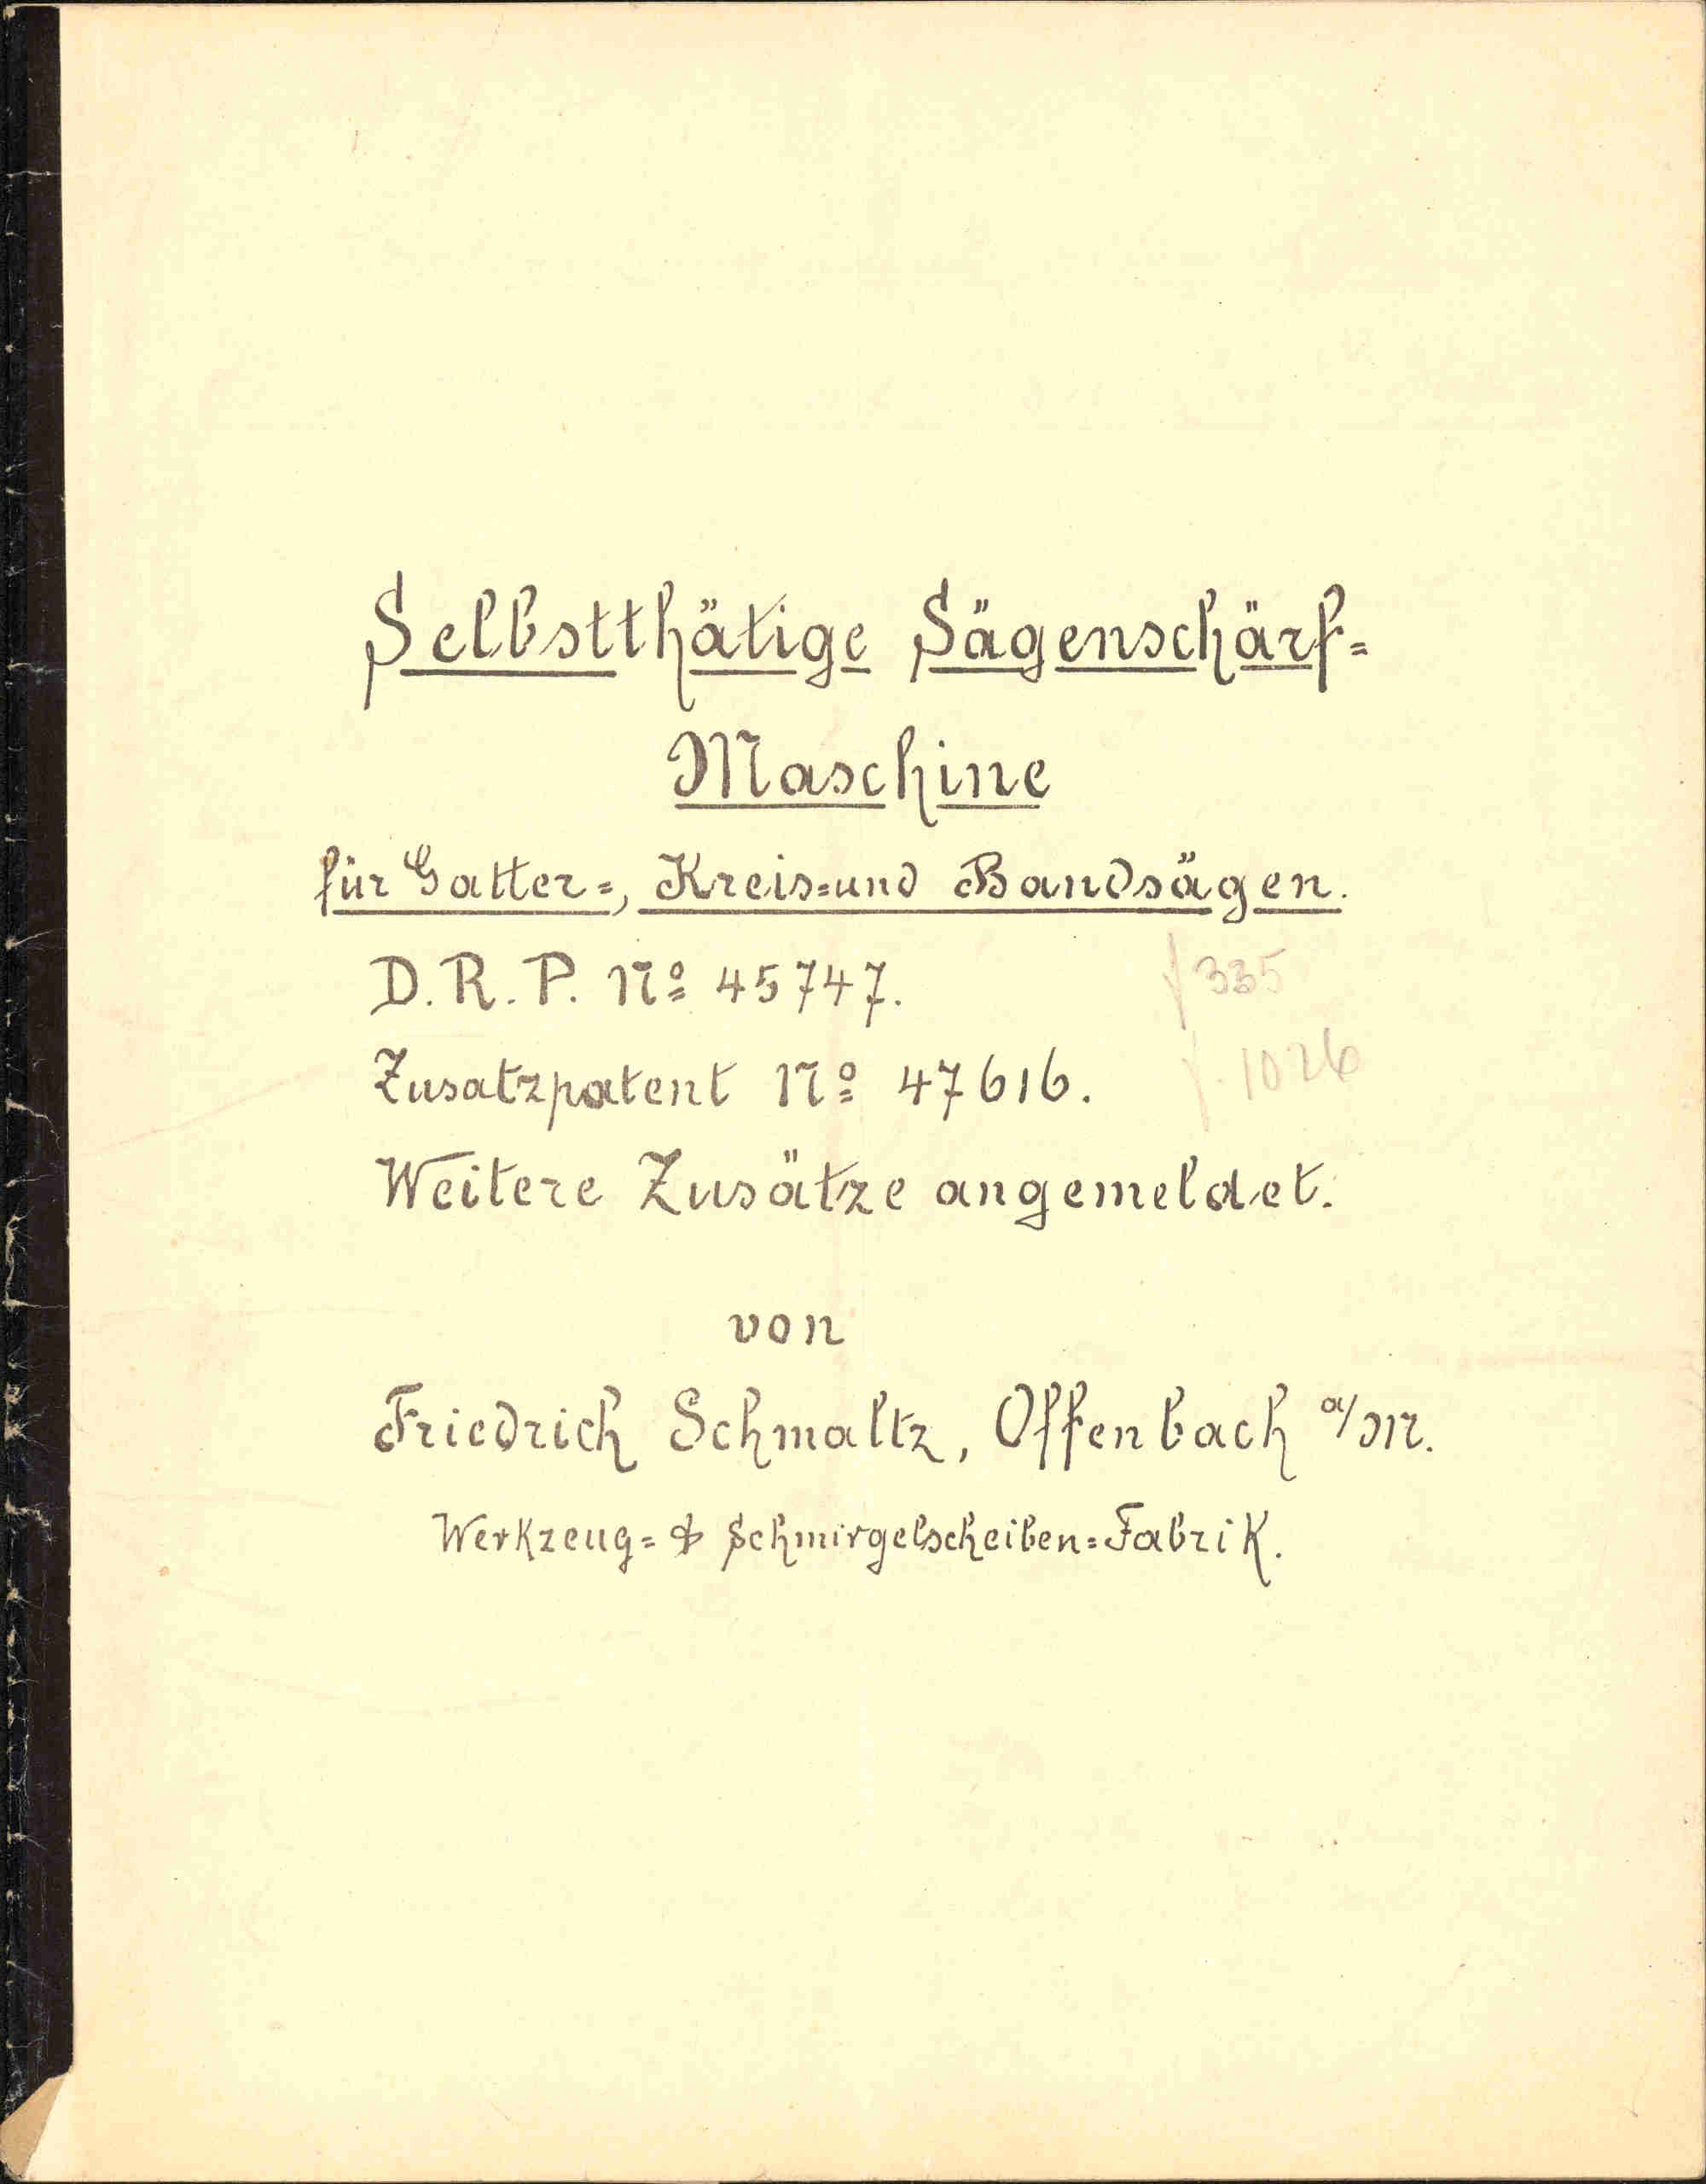 Selbstthätige Sägenschärf=
Maschine
für Gatter=, Kreis=und Bandsägen.
D. R. P. Nº 45747.
335
Zusatzpatent Nº 47616.
1026
Weitere Zusätze angemeldet.
von
Friedrich Schmaltz, Offenbach a/M.
Werkzeug= & Schmirgelscheiben=Fabrik.